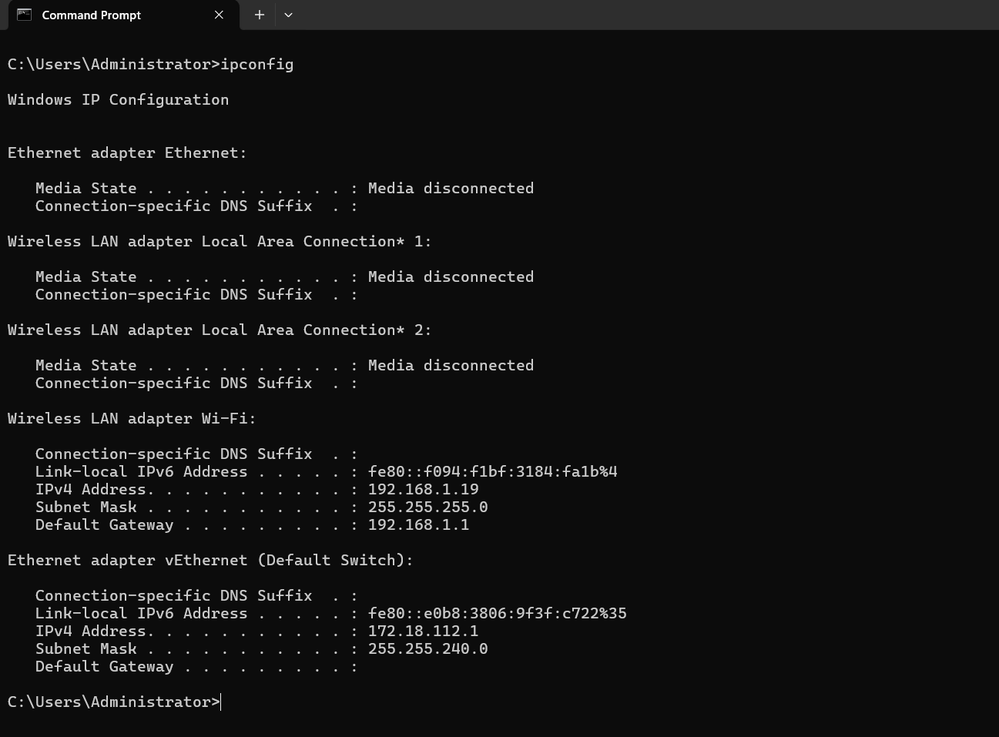 Command Prompt
C:\Users\Administrator>ipconfig
Windows IP Configuration
Ethernet adapter Ethernet:
   Media State . . . . . . . . . . . : Media disconnected
   Connection-specific DNS Suffix  . :
Wireless LAN adapter Local Area Connection* 1:
   Media State . . . . . . . . . . . : Media disconnected
   Connection-specific DNS Suffix  . :
Wireless LAN adapter Local Area Connection* 2:
   Media State . . . . . . . . . . . : Media disconnected
   Connection-specific DNS Suffix  . :
Wireless LAN adapter Wi-Fi:
   Connection-specific DNS Suffix  . :
   Link-local IPv6 Address . . . . . : fe80::f094:f1bf:3184:fa1b%4
   IPv4 Address. . . . . . . . . . . : 192.168.1.19
   Subnet Mask . . . . . . . . . . . : 255.255.255.0
   Default Gateway . . . . . . . . . : 192.168.1.1
Ethernet adapter vEthernet (Default Switch):
   Connection-specific DNS Suffix  . :
   Link-local IPv6 Address . . . . . : fe80::e0b8:3806:9f3f:c722%35
   IPv4 Address. . . . . . . . . . . : 172.18.112.1
   Subnet Mask . . . . . . . . . . . : 255.255.240.0
   Default Gateway . . . . . . . . . :
C:\Users\Administrator>